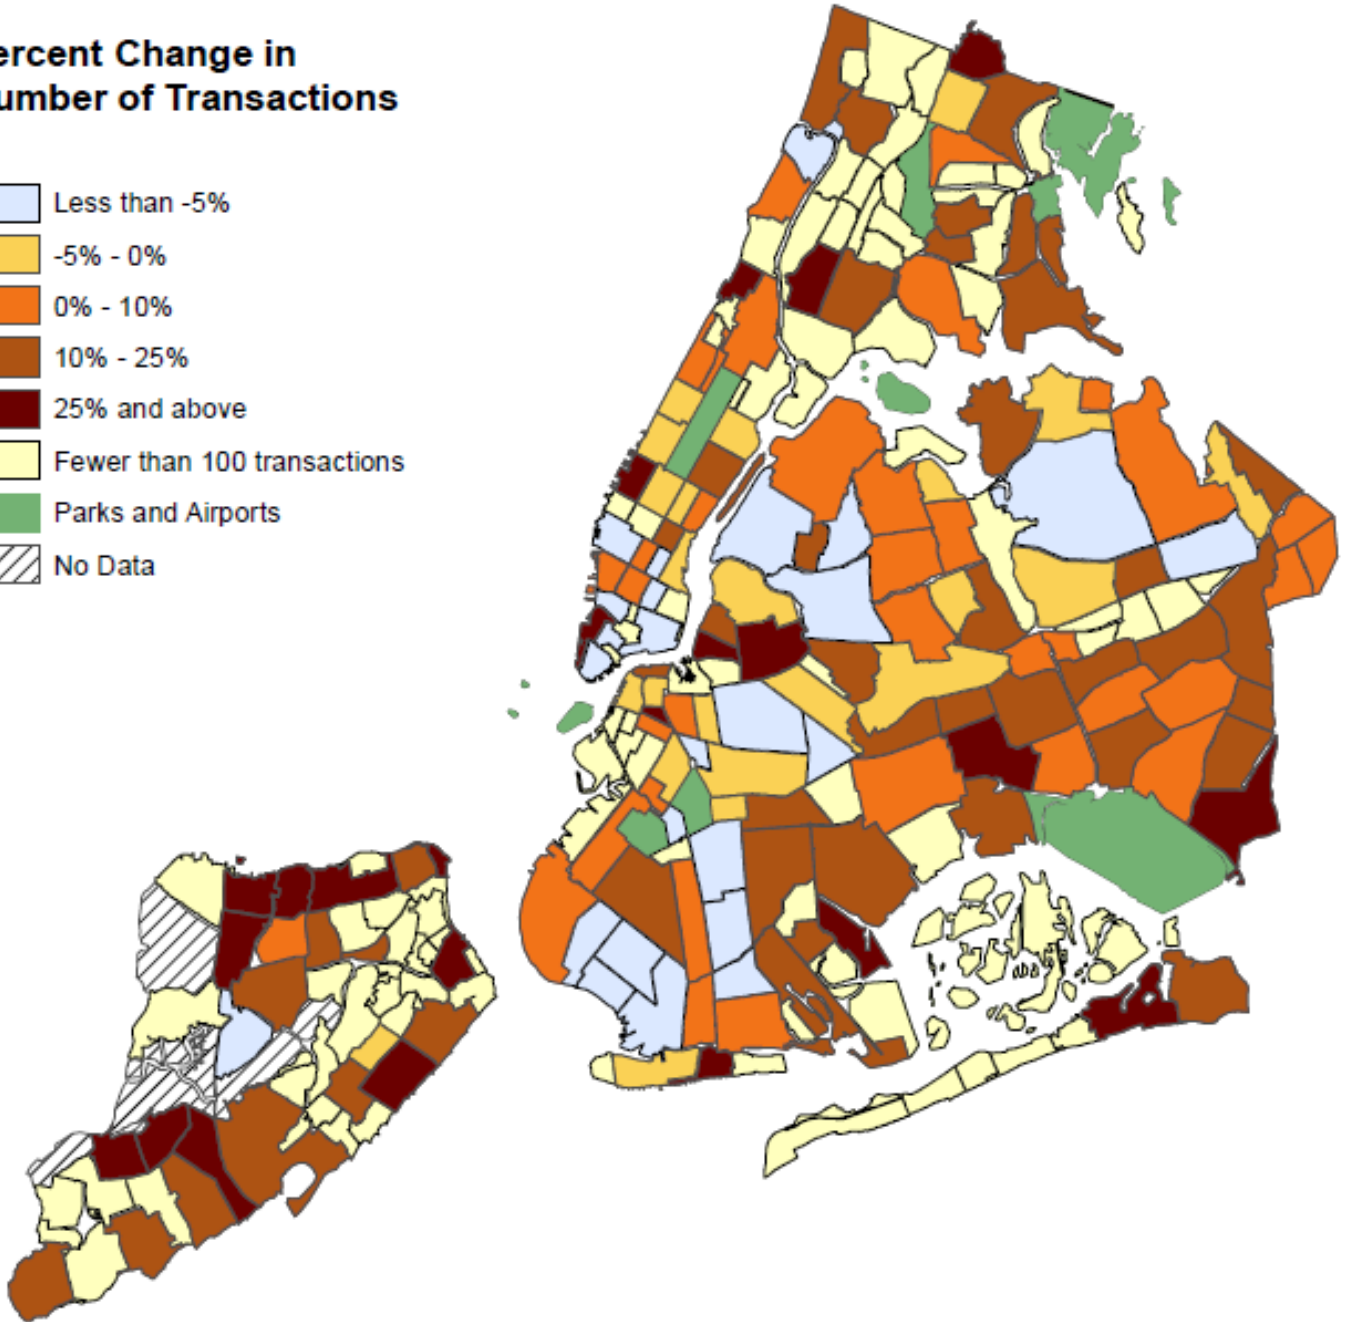 ercent Change in
umber of Transactions
Less than -5%
-5% - 0%
0% - 10%
10% - 25%
25% and above
Fewer than 100 transactions
Parks and Airports
No Data